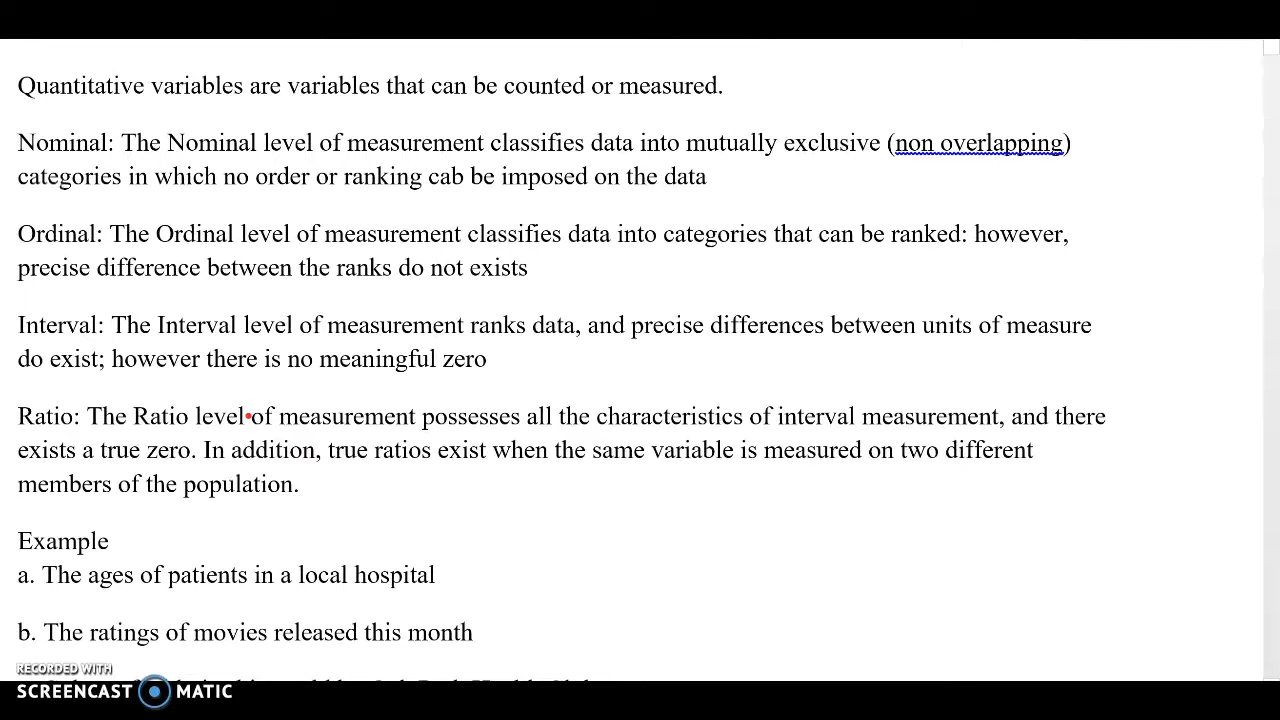 Quantitative variables are variables that can be counted or measured.
Nominal: The Nominal level of measurement classifies data into mutually exclusive (non overlapping)
categories in which no order or ranking cab be imposed on the data
Ordinal: The Ordinal level of measurement classifies data into categories that can be ranked: however,
precise difference between the ranks do not exists
Interval: The Interval level of measurement ranks data, and precise differences between units of measure
do exist; however there is no meaningful zero
Ratio: The Ratio level of measurement possesses all the characteristics of interval measurement, and there
exists a true zero. In addition, true ratios exist when the same variable is measured on two different
members of the population.
Example
a. The ages of patients in a local hospital
b. The ratings of movies released this month
RECORDED WITH
SCREENCAST MATIC